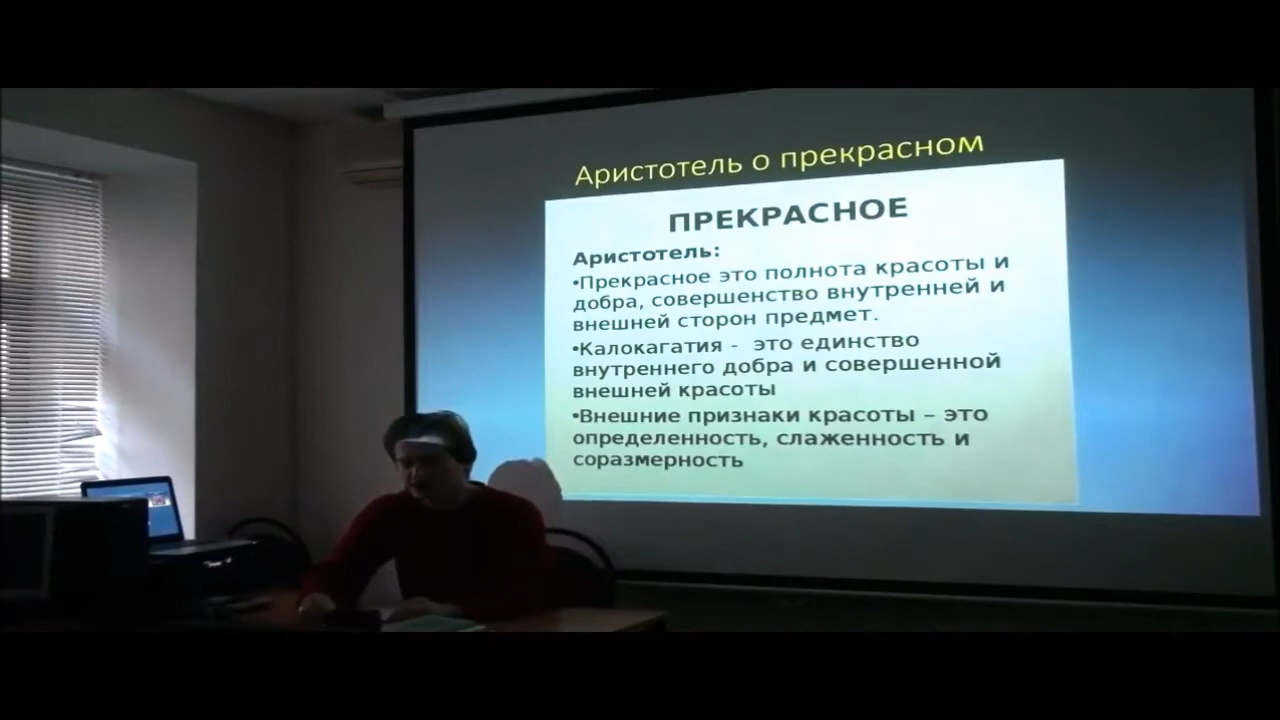 Аристотель о прекрасном
ПРЕКРАСНОЕ
Аристотель:
•Прекрасное это полнота красоты и
добра, совершенство внутренней и
внешней сторон предмет.
•Калокагатия - это единство
внутреннего добра и совершенной
внешней красоты
•Внешние признаки красоты – это
определенность, слаженность и
соразмерность